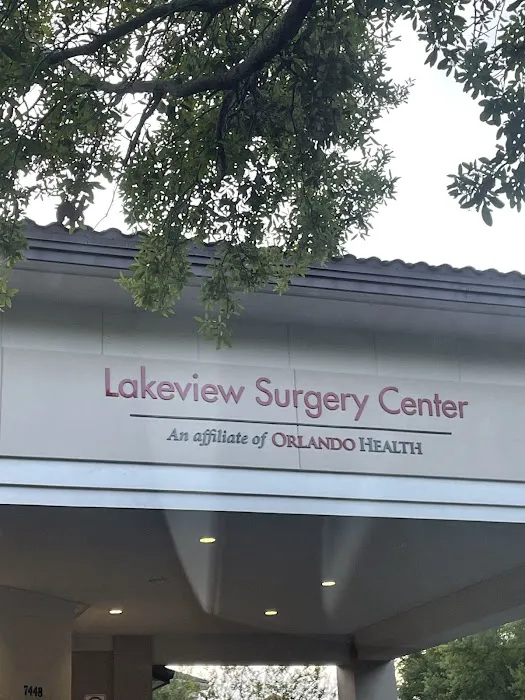 Lakeview Surgery Center
An affiliate of ORLANDO HEALTH
7448